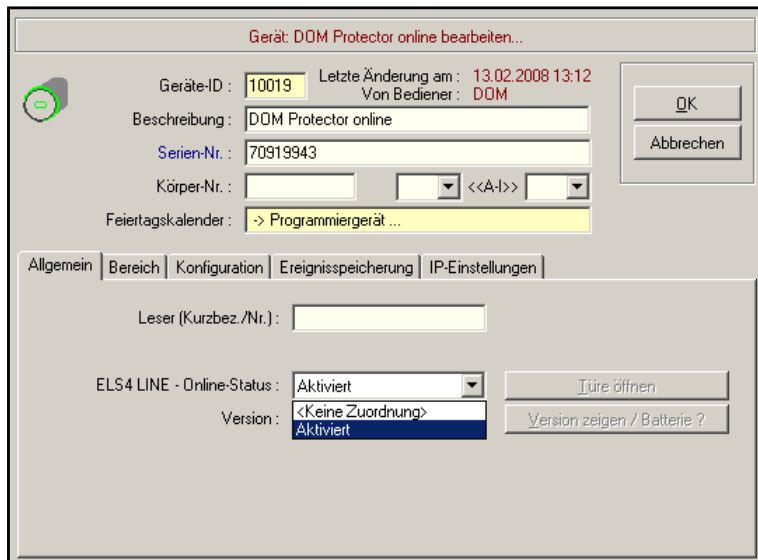 Gerät: DOM Protector online bearbeiten...
Geräte-ID : 10019 Letzte Änderung am : 13.02.2008 13:12
Von Bediener : DOM
OK
Beschreibung : DOM Protector online
Abbrechen
Serien-Nr. : 70919943
Körper-Nr. : <<A-I>>
Feiertagskalender : -> Programmiergerät ...
Allgemein Bereich Konfiguration Ereignisspeicherung IP-Einstellungen
Leser (Kurzbez./Nr.) :
ELS4 LINE - Online-Status : Aktiviert Türe öffnen
<Keine Zuordnung>
Version : Aktiviert Version zeigen / Batterie ?